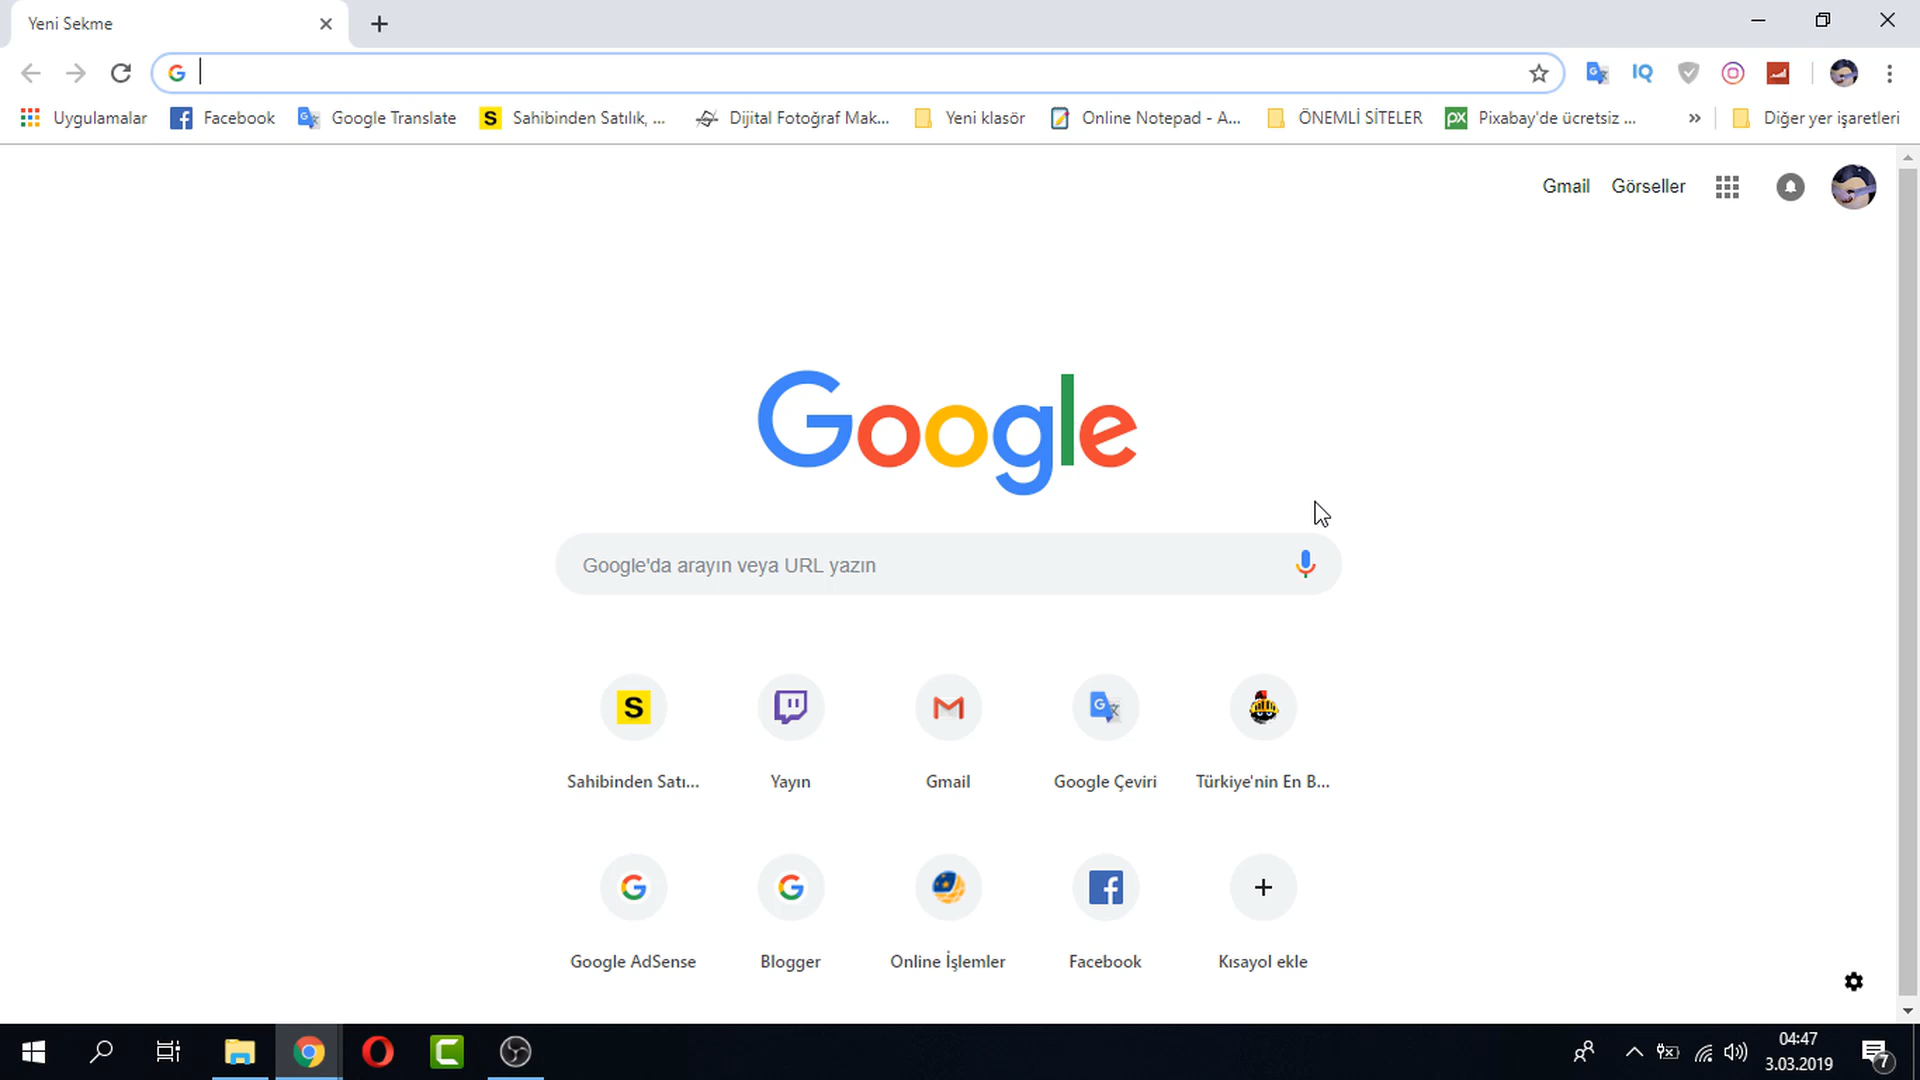 Yeni Sekme
Uygulamalar Facebook Google Translate Sahibinden Satılık, ... Dijital Fotoğraf Mak... Yeni klasör Online Notepad - A... ÖNEMLİ SİTELER Pixabay'de ücretsiz ... » Diğer yer işaretleri
Gmail Görseller
Google
Google'da arayın veya URL yazın
Sahibinden Satı... Yayın Gmail Google Çeviri Türkiye'nin En B...
Google AdSense Blogger Online İşlemler Facebook Kısayol ekle
04:47
3.03.2019
7